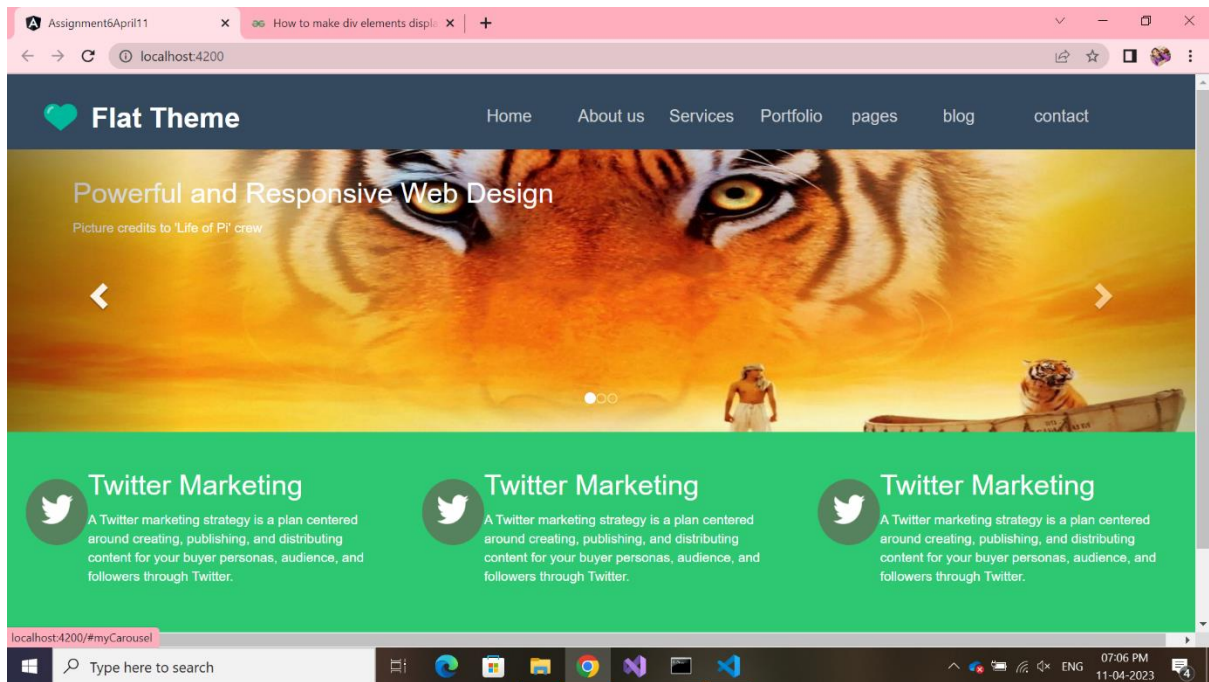 Assignment6April11
How to make div elements displa
localhost:4200
Flat Theme
Home About us Services Portfolio pages blog contact
Powerful and Responsive Web Design
Picture credits to 'Life of Pi' crew
Twitter Marketing
A Twitter marketing strategy is a plan centered
around creating, publishing, and distributing
content for your buyer personas, audience, and
followers through Twitter.
Twitter Marketing
A Twitter marketing strategy is a plan centered
around creating, publishing, and distributing
content for your buyer personas, audience, and
followers through Twitter.
Twitter Marketing
A Twitter marketing strategy is a plan centered
around creating, publishing, and distributing
content for your buyer personas, audience, and
followers through Twitter.
localhost:4200/#myCarousel
Type here to search
ENG
07:06 PM
11-04-2023
4